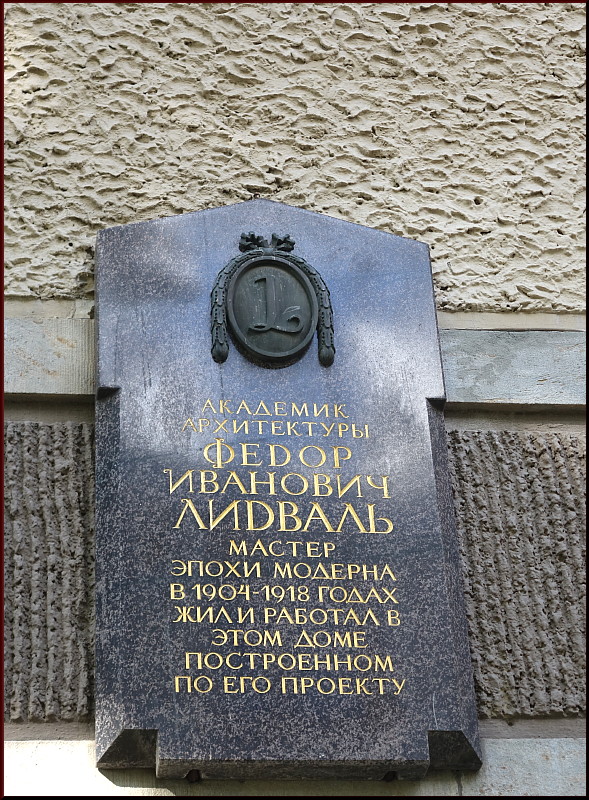 АКАДЕМИК
АРХИТЕКТУРЫ
ФЕДОР
ИВАНОВИЧ
ЛИДВАЛЬ
МАСТЕР
ЭПОХИ МОДЕРНА
В 1904-1918 ГОДАХ
ЖИЛ И РАБОТАЛ В
ЭТОМ ДОМЕ
ПОСТРОЕННОМ
ПО ЕГО ПРОЕКТУ